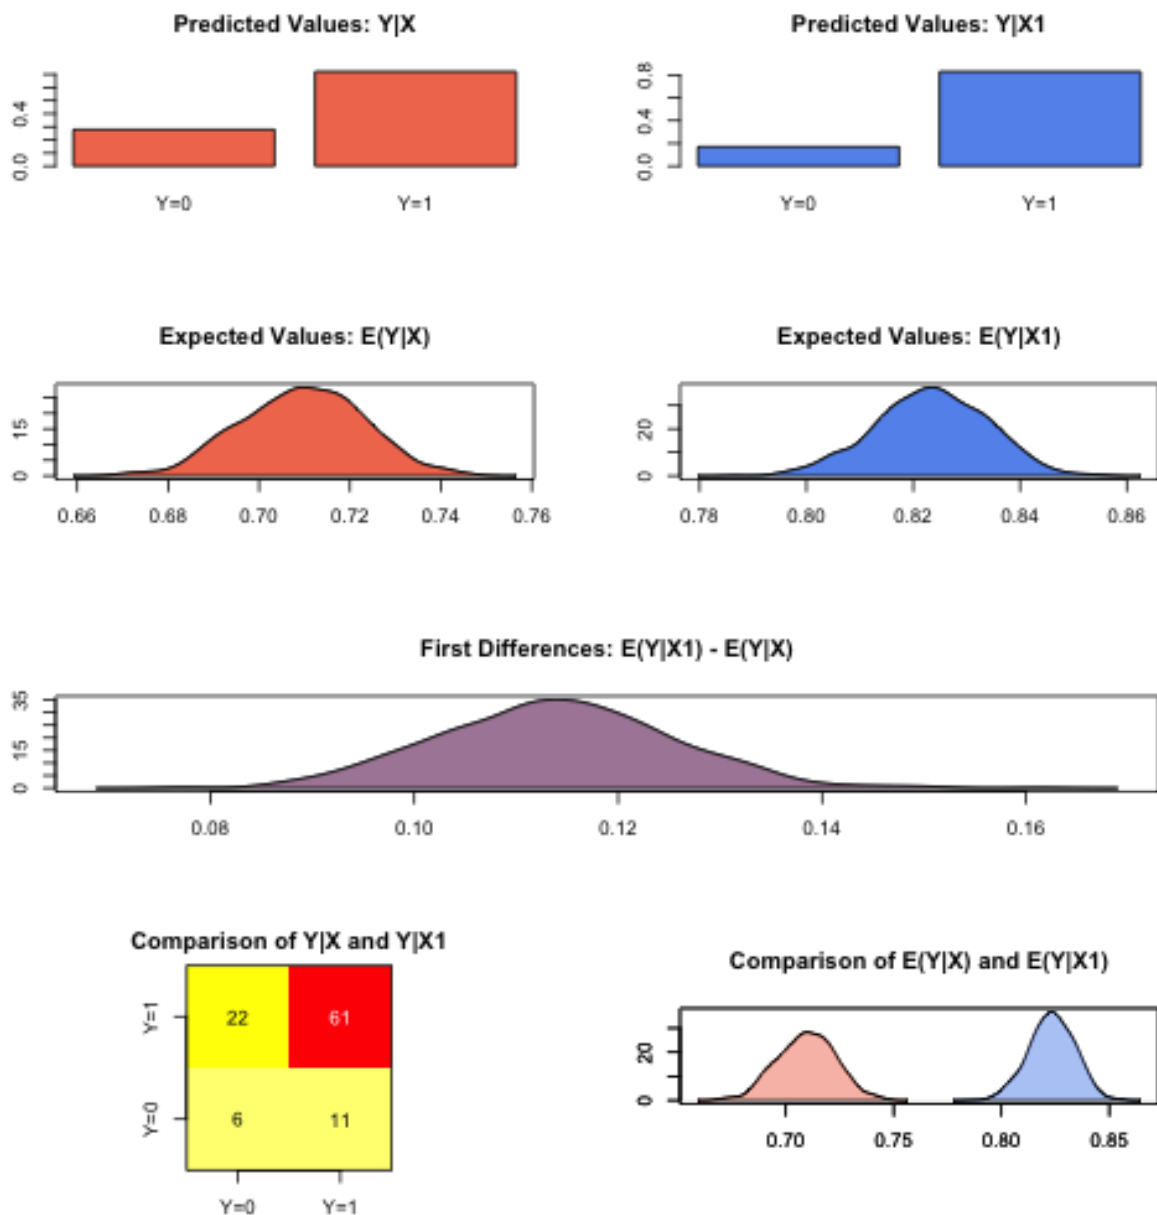 Predicted Values: Y|X
0.0 0.4
Y=0 Y=1
Predicted Values: Y|X1
0.0 0.4 0.8
Y=0 Y=1
Expected Values: E(Y|X)
0 15
0.66 0.68 0.70 0.72 0.74 0.76
Expected Values: E(Y|X1)
0 20
0.78 0.80 0.82 0.84 0.86
First Differences: E(Y|X1) - E(Y|X)
0 15 35
0.08 0.10 0.12 0.14 0.16
Comparison of Y|X and Y|X1
Y=1 22 61
Y=0 6 11
Y=0 Y=1
Comparison of E(Y|X) and E(Y|X1)
0 20
0.70 0.75 0.80 0.85